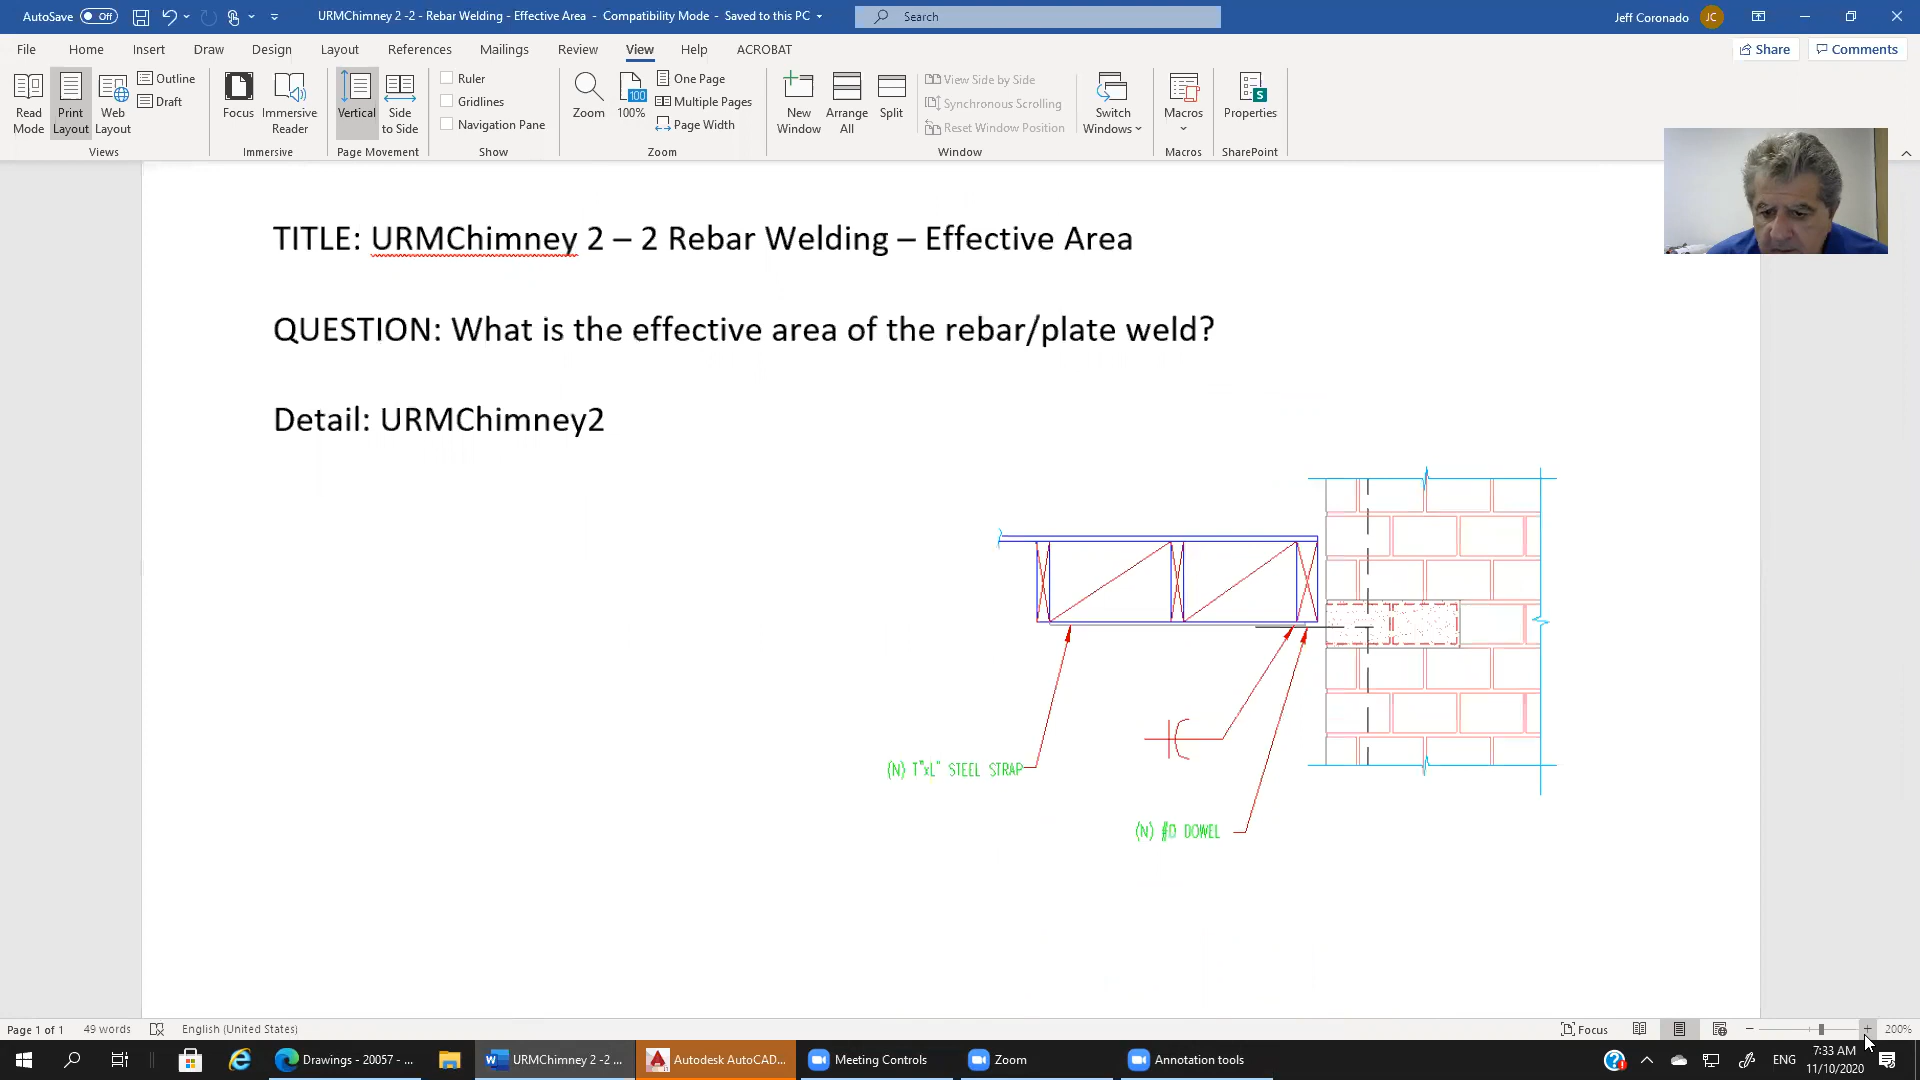 AutoSave Off URMChimney 2 -2 - Rebar Welding - Effective Area - Compatibility Mode - Saved to this PC Search Jeff Coronado JC
File Home Insert Draw Design Layout References Mailings Review View Help ACROBAT Share Comments
Read Mode
Print Layout
Web Layout
Outline
Draft
Views
Focus
Immersive Reader
Immersive
Vertical
Side to Side
Page Movement
Ruler
Gridlines
Navigation Pane
Show
Zoom
100
100%
One Page
Multiple Pages
Page Width
Zoom
New Window
Arrange All
Split
View Side by Side
Synchronous Scrolling
Reset Window Position
Switch Windows
Window
Macros
Macros
S
Properties
SharePoint
TITLE: URMChimney 2 – 2 Rebar Welding – Effective Area
QUESTION: What is the effective area of the rebar/plate weld?
Detail: URMChimney2
(N) T"xL" STEEL STRAP
(N) #D DOWEL
Page 1 of 1 49 words English (United States) Focus 200%
Drawings - 20057 - ... URMChimney 2 -2 ... Autodesk AutoCAD... Meeting Controls Zoom Annotation tools ENG 7:33 AM
11/10/2020